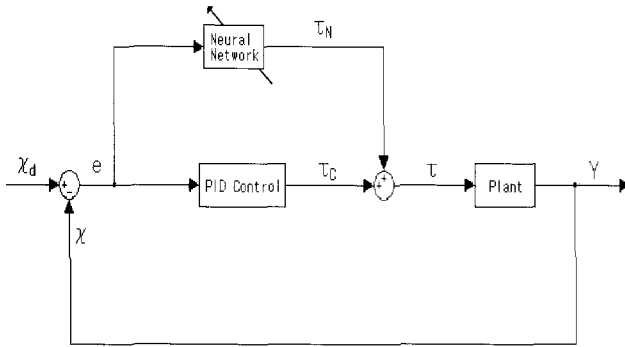 Neural
Network
τN
χd
+
−
e
PID Control
τC
+
+
τ
Plant
Y
χ